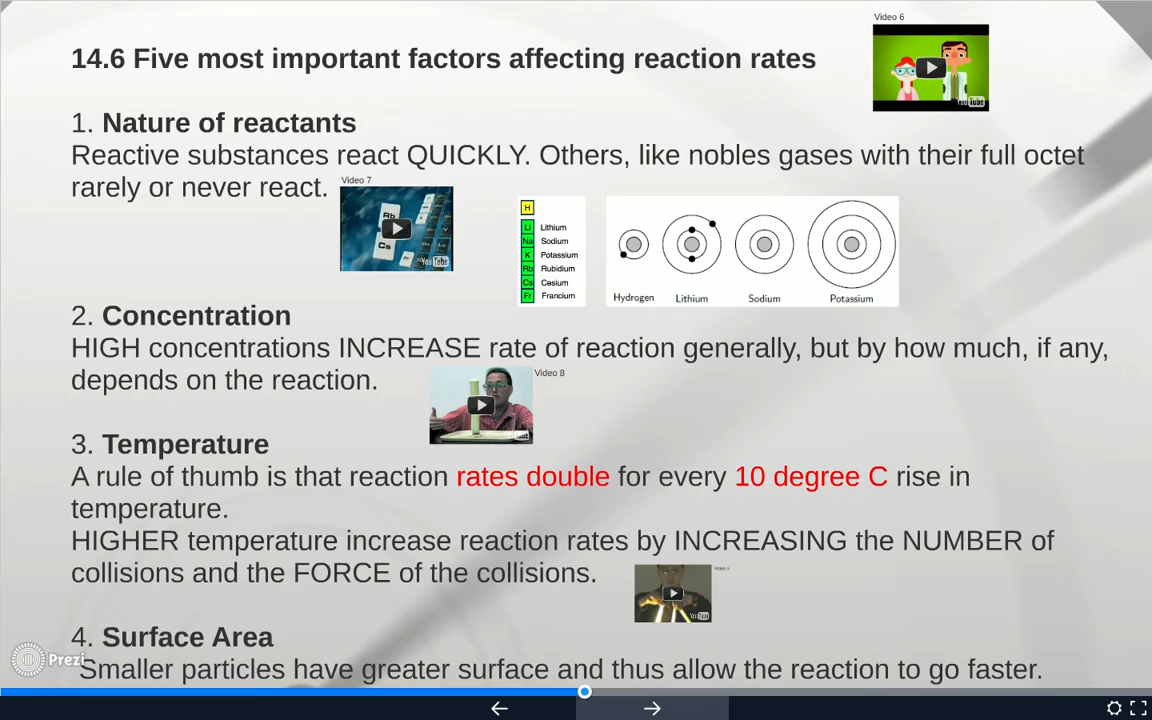 Video 6
14.6 Five most important factors affecting reaction rates
1. Nature of reactants
Reactive substances react QUICKLY. Others, like nobles gases with their full octet
rarely or never react.
Video 7
Rb
Cs
YouTube
YouTube
H
Li Lithium
Na Sodium
K Potassium
Rb Rubidium
Cs Cesium
Fr Francium
Hydrogen Lithium Sodium Potassium
2. Concentration
HIGH concentrations INCREASE rate of reaction generally, but by how much, if any,
depends on the reaction.
Video 8
3. Temperature
A rule of thumb is that reaction rates double for every 10 degree C rise in
temperature.
HIGHER temperature increase reaction rates by INCREASING the NUMBER of
collisions and the FORCE of the collisions.
YouTube
4. Surface Area
Prezi
Smaller particles have greater surface and thus allow the reaction to go faster.